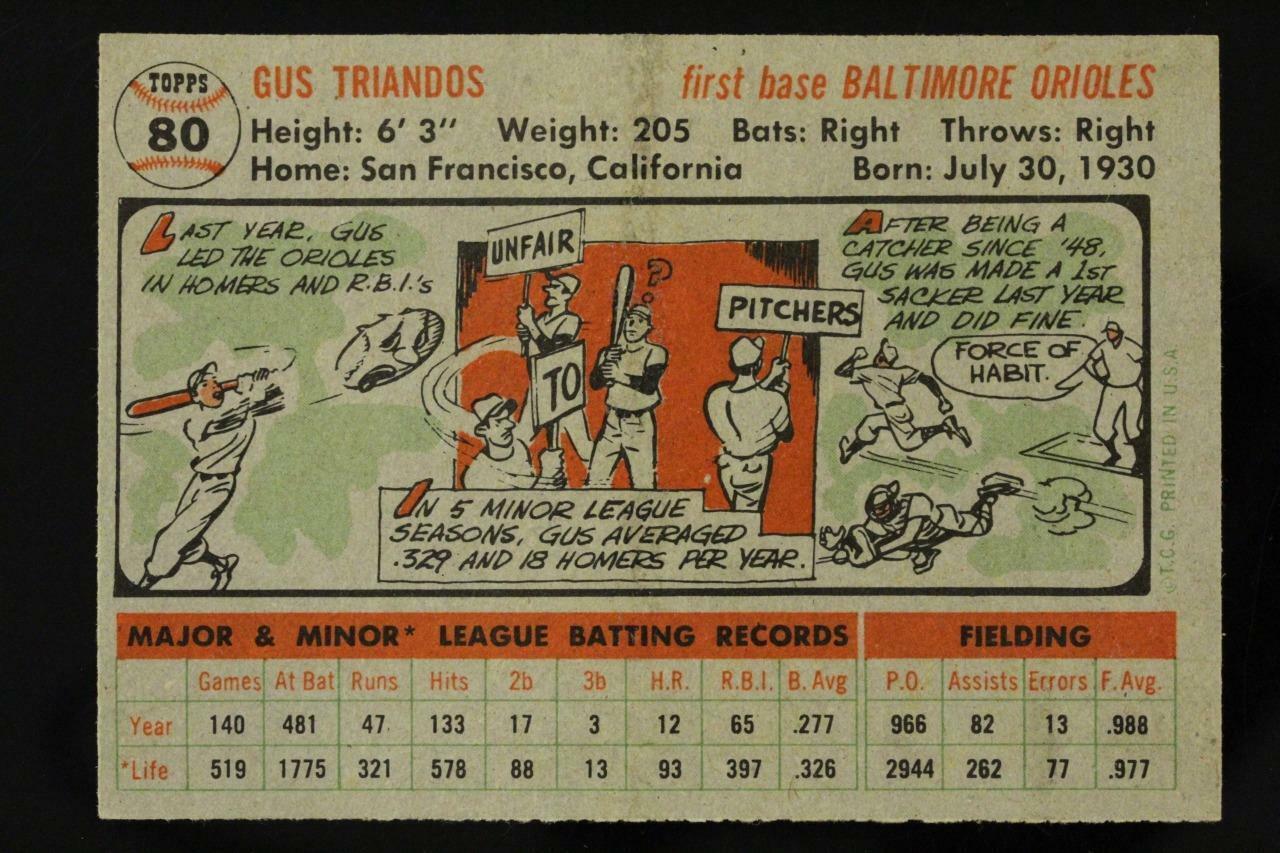 TOPPS
80
GUS TRIANDOS first base BALTIMORE ORIOLES
Height: 6' 3" Weight: 205 Bats: Right Throws: Right
Home: San Francisco, California Born: July 30, 1930
LAST YEAR, GUS
LED THE ORIOLES
IN HOMERS AND R.B.I.'s
UNFAIR
TO
PITCHERS
?
IN 5 MINOR LEAGUE
SEASONS, GUS AVERAGED
.329 AND 18 HOMERS PER YEAR.
AFTER BEING A
CATCHER SINCE '48,
GUS WAS MADE A 1ST
SACKER LAST YEAR
AND DID FINE.
FORCE OF
HABIT.
©T.C.G. PRINTED IN U.S.A
MAJOR & MINOR* LEAGUE BATTING RECORDS FIELDING
Games At Bat Runs Hits 2b 3b H.R. R.B.I. B. Avg P.O. Assists Errors F. Avg.
Year 140 481 47 133 17 3 12 65 .277 966 82 13 .988
*Life 519 1775 321 578 88 13 93 397 .326 2944 262 77 .977